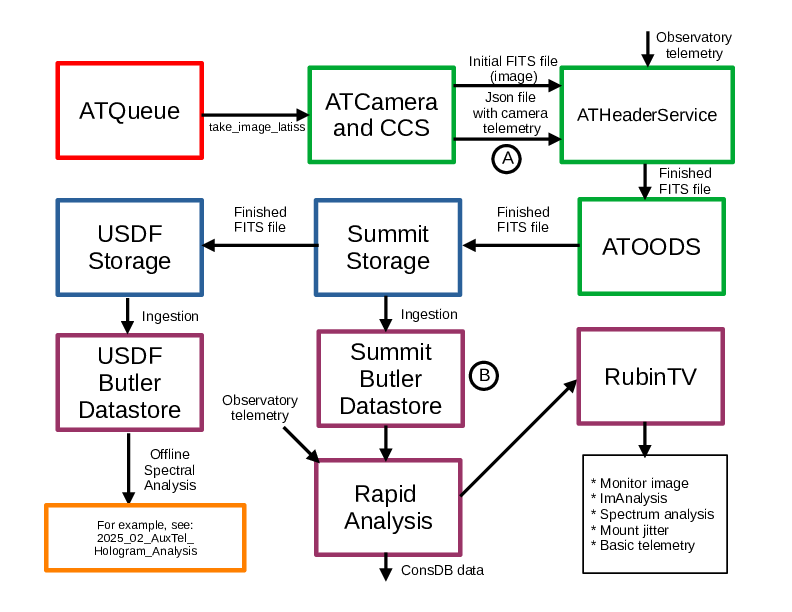 Observatory
telemetry
Initial FITS file
(image)
ATQueue
take_image_latiss
ATCamera
and CCS
Json file
with camera
telemetry
A
ATHeaderService
Finished
FITS file
USDF
Storage
Finished
FITS file
Summit
Storage
Finished
FITS file
ATOODS
Ingestion
Ingestion
USDF
Butler
Datastore
Summit
Butler
Datastore
B
RubinTV
Observatory
telemetry
Offline
Spectral
Analysis
Rapid
Analysis
* Monitor image
* ImAnalysis
* Spectrum analysis
* Mount jitter
* Basic telemetry
For example, see:
2025_02_AuxTel_
Hologram_Analysis
ConsDB data